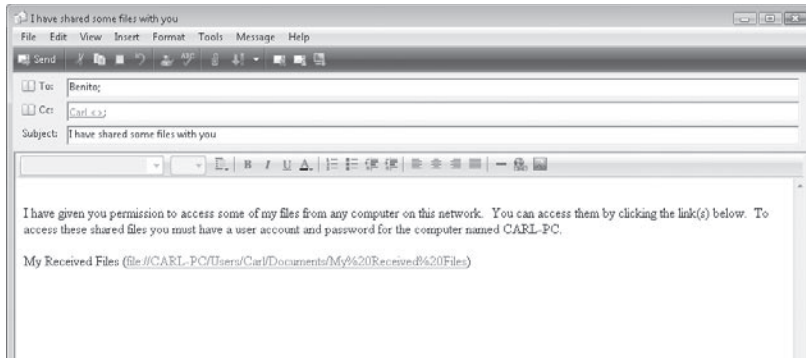 I have shared some files with you
File Edit View Insert Format Tools Message Help
Send
To: Benito;
Cc: Carl <>;
Subject: I have shared some files with you
B I U A
I have given you permission to access some of my files from any computer on this network. You can access them by clicking the link(s) below. To
access these shared files you must have a user account and password for the computer named CARL-PC.
My Received Files (file://CARL-PC/Users/Carl/Documents/My%20Received%20Files)